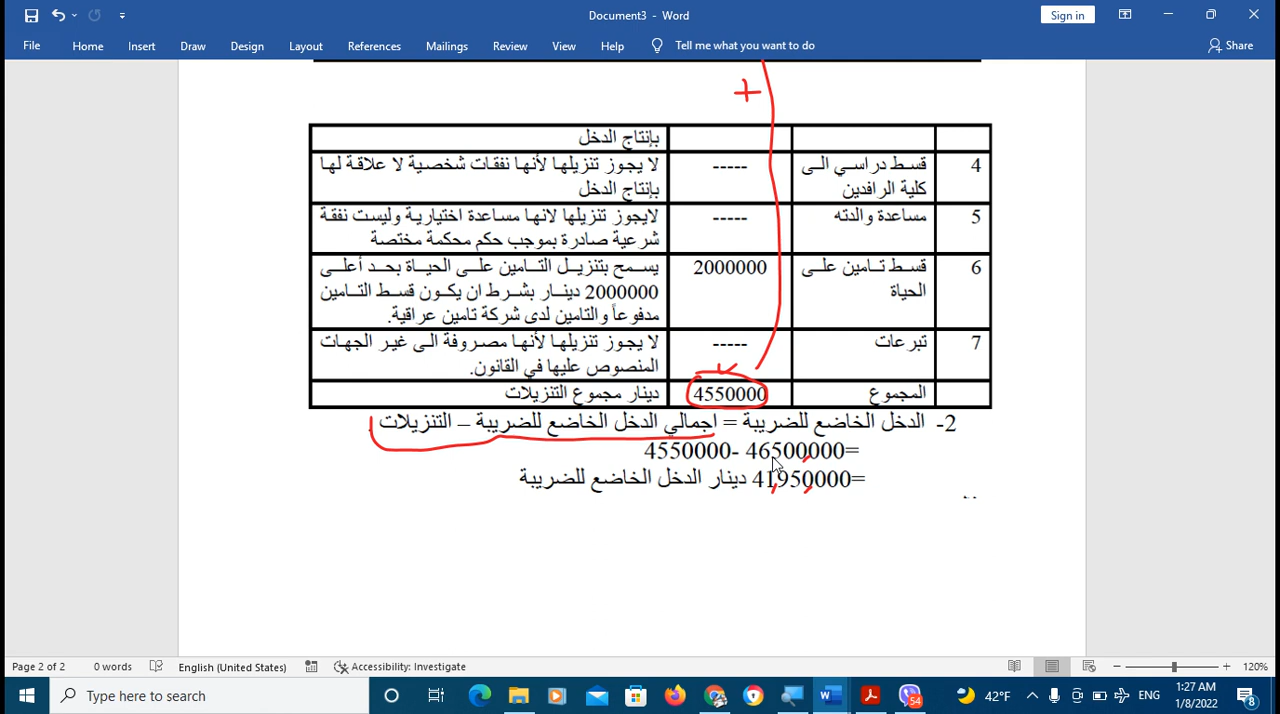 Document3 - Word
Sign in
File Home Insert Draw Design Layout References Mailings Review View Help Tell me what you want to do Share
+
بإنتاج الدخل
4 قسط دراسي الى كلية الرافدين ----- لا يجوز تنزيلها لأنها نفقات شخصية لا علاقة لها
بإنتاج الدخل
5 مساعدة والدته ----- لايجوز تنزيلها لانها مساعدة اختيارية وليست نفقة
شرعية صادرة بموجب حكم محكمة مختصة
6 قسط تامين على الحياة 2000000 يسمح بتنزيل التامين على الحياة بحد أعلى
2000000 دينار بشرط ان يكون قسط التامين
مدفوعاً والتامين لدى شركة تامين عراقية.
7 تبرعات ----- لا يجوز تنزيلها لأنها مصروفة الى غير الجهات
المنصوص عليها في القانون.
المجموع 4550000 دينار مجموع التنزيلات
2- الدخل الخاضع للضريبة = اجمالي الدخل الخاضع للضريبة – التنزيلات
=46500000 -4550000
=41950000 دينار الدخل الخاضع للضريبة
Page 2 of 2 0 words English (United States) Accessibility: Investigate 120%
Type here to search 54 42°F ENG 1:27 AM
1/8/2022 8